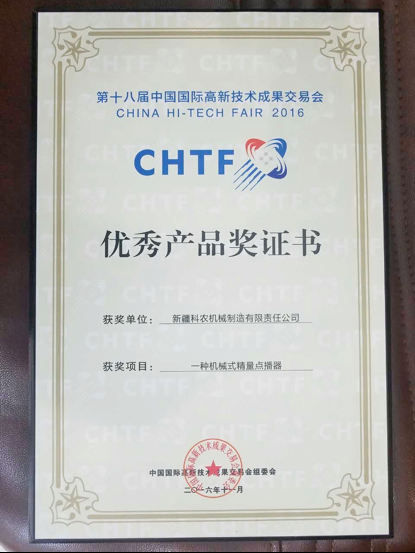 第十八届中国国际高新技术成果交易会
CHINA HI-TECH FAIR 2016
CHTF
优秀产品奖证书
获奖单位： 新疆科农机械制造有限责任公司
获奖项目： 一种机械式精量点播器
中国国际高新技术成果交易会组委会
二〇一六年十一月